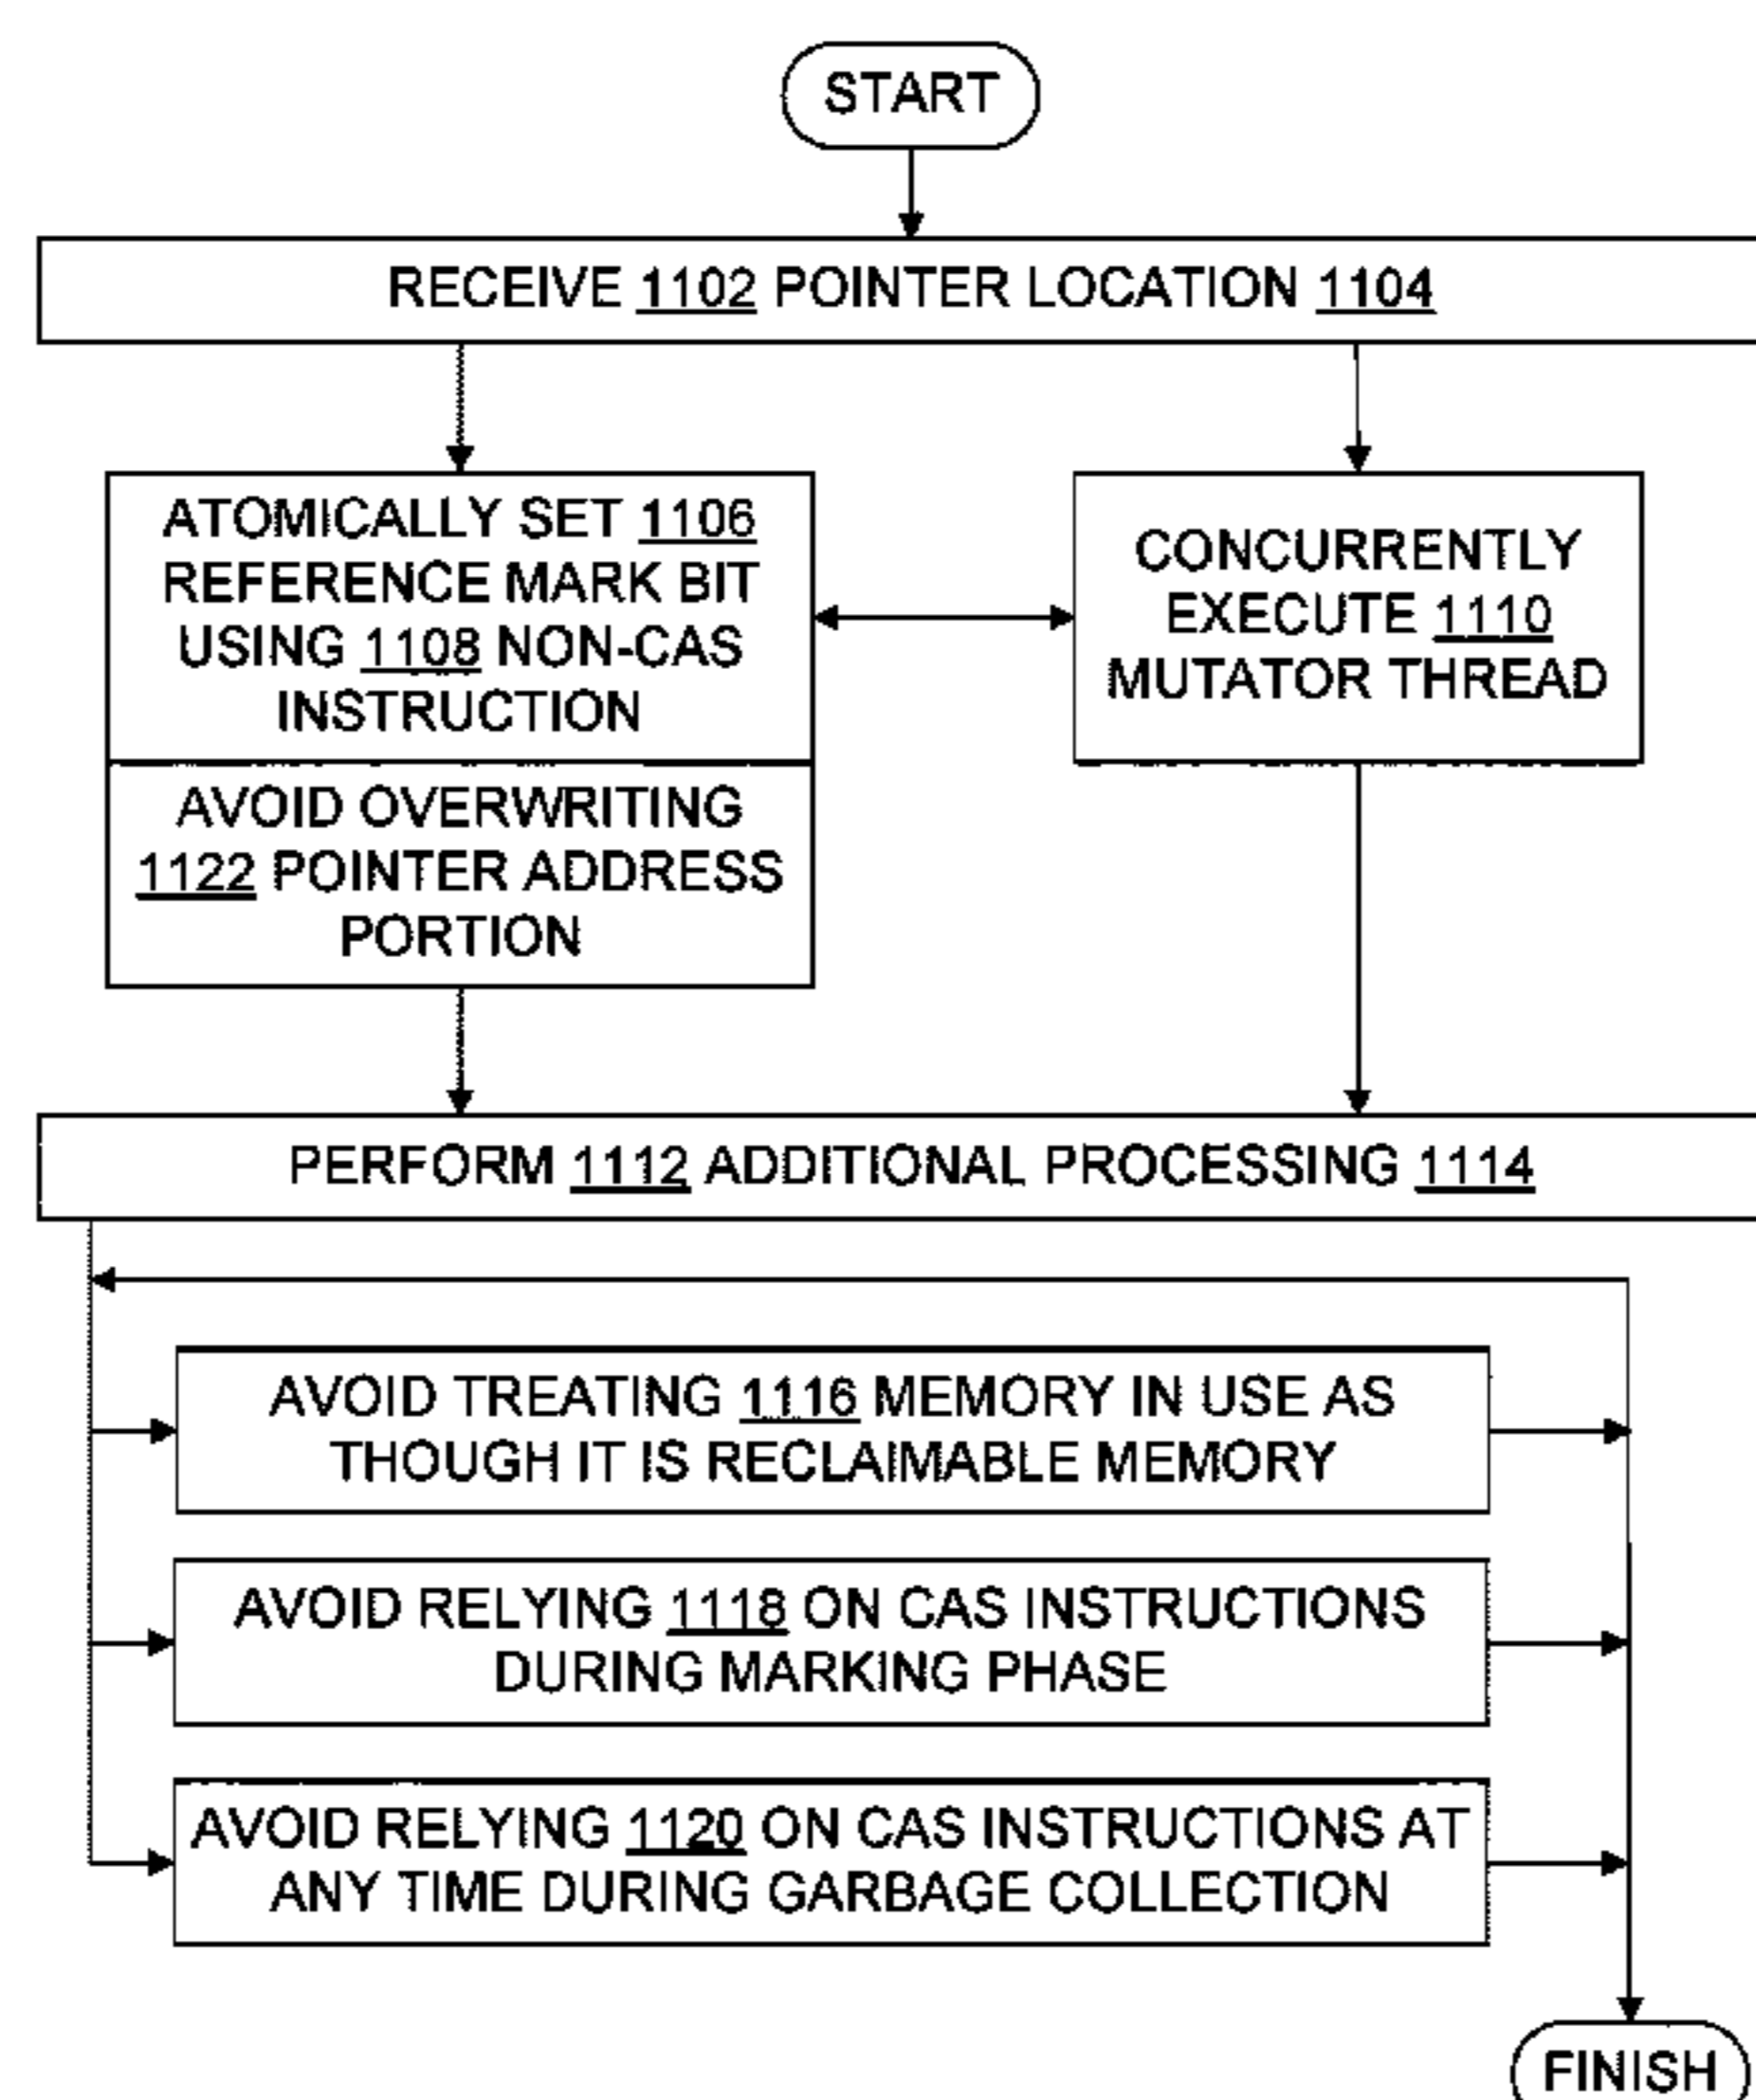 START
RECEIVE 1102 POINTER LOCATION 1104
ATOMICALLY SET 1106
REFERENCE MARK BIT
USING 1108 NON-CAS
INSTRUCTION
AVOID OVERWRITING
1122 POINTER ADDRESS
PORTION
CONCURRENTLY
EXECUTE 1110
MUTATOR THREAD
PERFORM 1112 ADDITIONAL PROCESSING 1114
AVOID TREATING 1116 MEMORY IN USE AS
THOUGH IT IS RECLAIMABLE MEMORY
AVOID RELYING 1118 ON CAS INSTRUCTIONS
DURING MARKING PHASE
AVOID RELYING 1120 ON CAS INSTRUCTIONS AT
ANY TIME DURING GARBAGE COLLECTION
FINISH